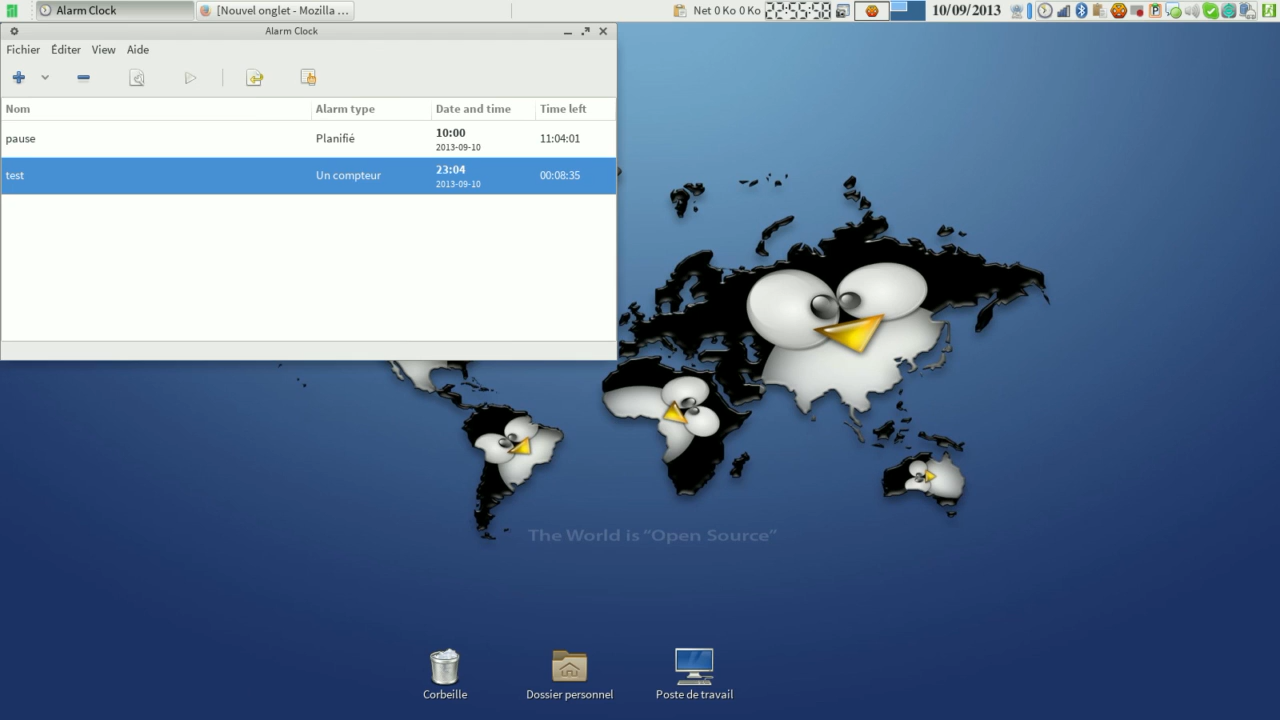 Alarm Clock
[Nouvel onglet - Mozilla ...
Net 0 Ko 0 Ko
22:55:58
10/09/2013
Alarm Clock
Fichier Éditer View Aide
Nom Alarm type Date and time Time left
pause Planifié 10:00 11:04:01
2013-09-10
test Un compteur 23:04 00:08:35
2013-09-10
The World is “Open Source”
Corbeille Dossier personnel Poste de travail